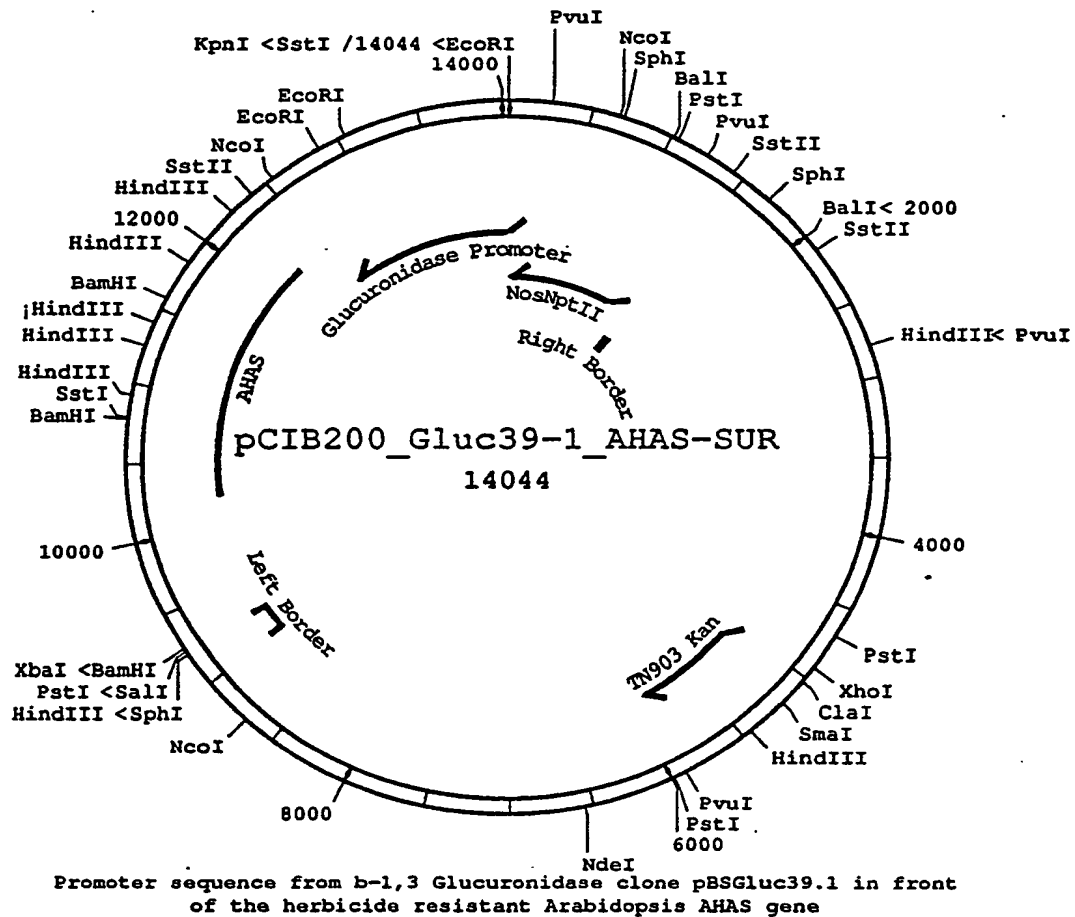 PvuI
KpnI <SstI /14044 <EcoRI
14000
NcoI
SphI
BalI
PstI
PvuI
SstII
SphI
BalI< 2000
SstII
HindIII< PvuI
4000
PstI
XhoI
ClaI
SmaI
HindIII
PvuI
PstI
6000
NdeI
8000
NcoI
HindIII <SphI
PstI <SalI
XbaI <BamHI
10000
BamHI
SstI
HindIII
HindIII
¡HindIII
BamHI
HindIII
12000
HindIII
SstII
NcoI
EcoRI
EcoRI
Glucuronidase Promoter
NosNptII
Right Border
AHAS
pCIB200_Gluc39-1_AHAS-SUR
14044
Left Border
TN903 Kan
Promoter sequence from b-1,3 Glucuronidase clone pBSGluc39.1 in front
of the herbicide resistant Arabidopsis AHAS gene